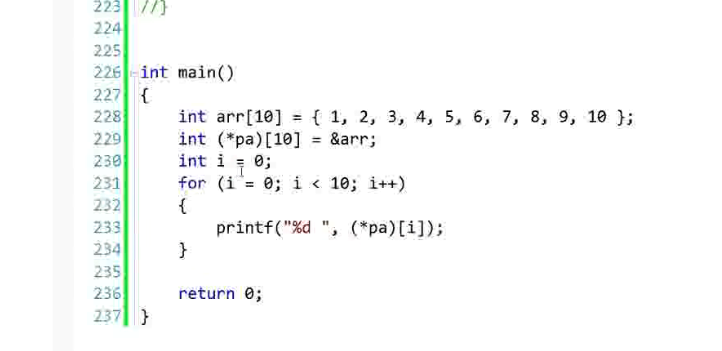 223 //}
224
225
226 int main()
227 {
228 int arr[10] = { 1, 2, 3, 4, 5, 6, 7, 8, 9, 10 };
229 int (*pa)[10] = &arr;
230 int i = 0;
231 for (i = 0; i < 10; i++)
232 {
233 printf("%d ", (*pa)[i]);
234 }
235
236 return 0;
237 }